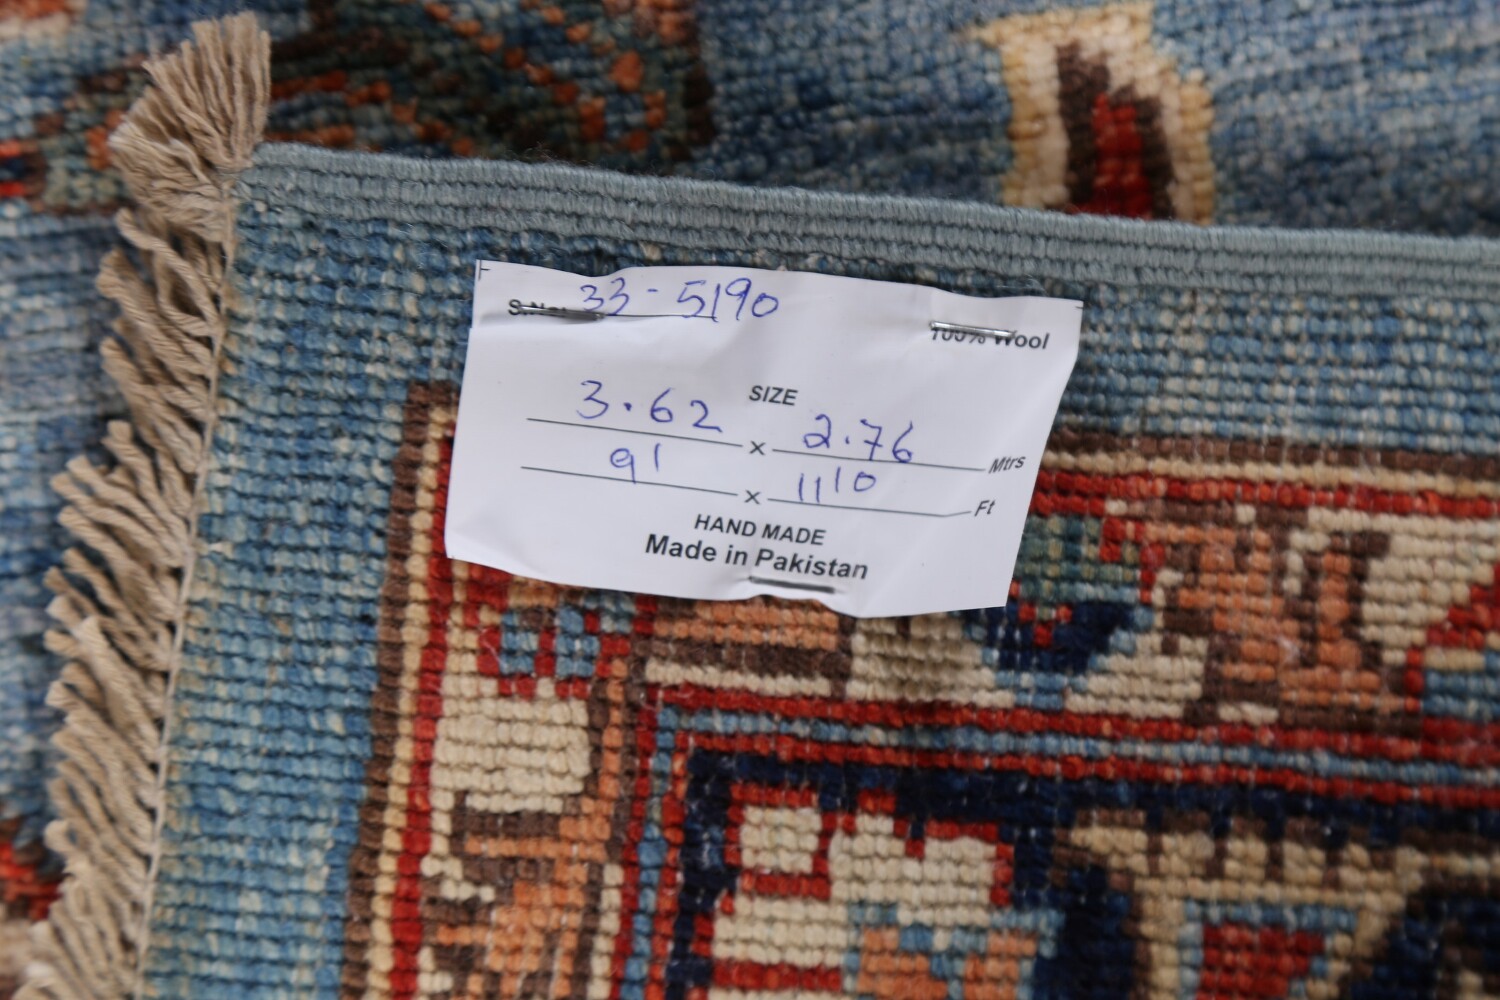 S.No. 33-5190
100% Wool
SIZE
3.62 x 2.76 Mtrs
9' x 11'10 Ft
HAND MADE
Made in Pakistan